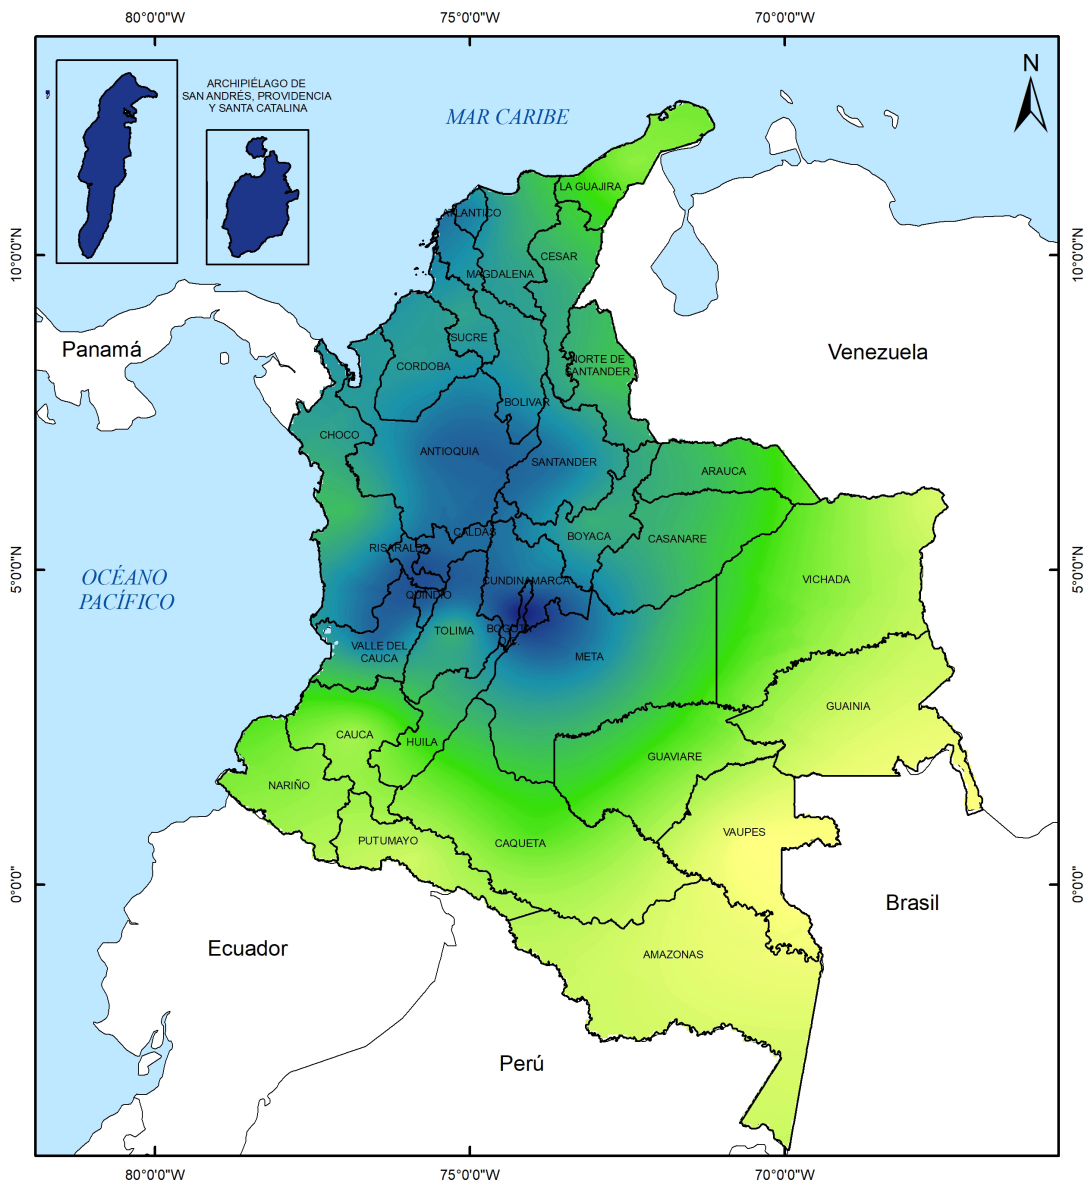 80°0'0"W
75°0'0"W
70°0'0"W
N
ARCHIPIÉLAGO DE
SAN ANDRÉS, PROVIDENCIA
Y SANTA CATALINA
MAR CARIBE
LA GUAJIRA
ATLANTICO
10°0'0"N
10°0'0"N
CESAR
MAGDALENA
Panamá
SUCRE
Venezuela
CORDOBA
NORTE DE
SANTANDER
BOLIVAR
CHOCO
ANTIOQUIA
SANTANDER
ARAUCA
CALDAS
BOYACA
CASANARE
RISARALDA
OCÉANO
PACÍFICO
5°0'0"N
5°0'0"N
CUNDINAMARCA
VICHADA
QUINDIO
TOLIMA
BOGOTA
D.C.
VALLE DEL
CAUCA
META
GUAINIA
CAUCA
HUILA
GUAVIARE
NARIÑO
PUTUMAYO
CAQUETA
VAUPES
0°0'0"
0°0'0"
Brasil
Ecuador
AMAZONAS
Perú
80°0'0"W
75°0'0"W
70°0'0"W